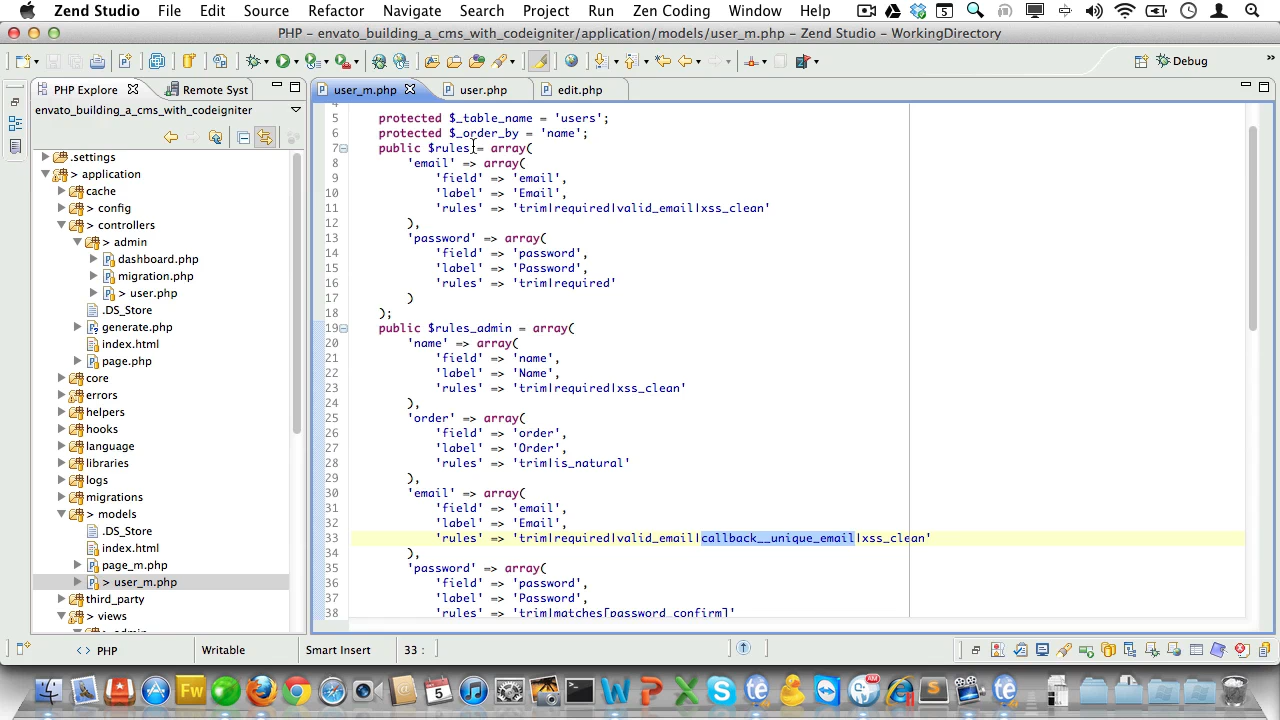 Zend Studio File Edit Source Refactor Navigate Search Project Run Zen Coding Window Help
PHP - envato_building_a_cms_with_codeigniter/application/models/user_m.php - Zend Studio - WorkingDirectory
Debug
PHP Explore Remote Syst
user_m.php user.php edit.php
envato_building_a_cms_with_codeigniter
.settings
> application
cache
> config
> controllers
> admin
dashboard.php
migration.php
> user.php
.DS_Store
generate.php
index.html
page.php
core
errors
helpers
hooks
language
libraries
logs
migrations
> models
.DS_Store
index.html
page_m.php
> user_m.php
third_party
> views
4
5 protected $_table_name = 'users';
6 protected $_order_by = 'name';
7 public $rules = array(
8 'email' => array(
9 'field' => 'email',
10 'label' => 'Email',
11 'rules' => 'trim|required|valid_email|xss_clean'
12 ),
13 'password' => array(
14 'field' => 'password',
15 'label' => 'Password',
16 'rules' => 'trim|required'
17 )
18 );
19 public $rules_admin = array(
20 'name' => array(
21 'field' => 'name',
22 'label' => 'Name',
23 'rules' => 'trim|required|xss_clean'
24 ),
25 'order' => array(
26 'field' => 'order',
27 'label' => 'Order',
28 'rules' => 'trim|is_natural'
29 ),
30 'email' => array(
31 'field' => 'email',
32 'label' => 'Email',
33 'rules' => 'trim|required|valid_email|callback__unique_email|xss_clean'
34 ),
35 'password' => array(
36 'field' => 'password',
37 'label' => 'Password',
38 'rules' => 'trim|matches[password_confirm]'
<> PHP Writable Smart Insert 33 :